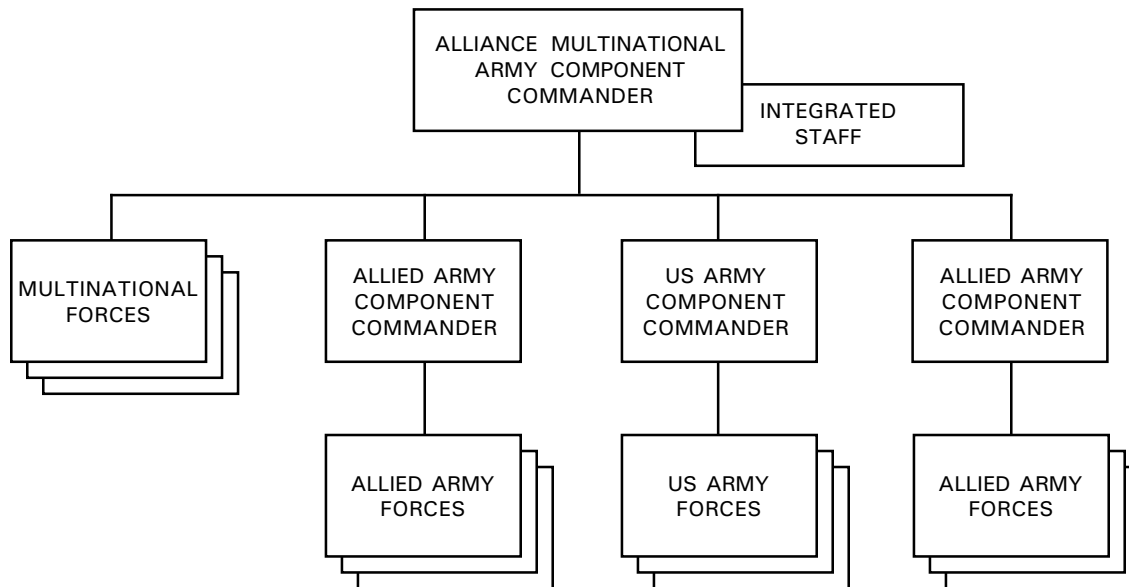 ALLIANCE MULTINATIONAL
ARMY COMPONENT
COMMANDER
INTEGRATED
STAFF
MULTINATIONAL
FORCES
ALLIED ARMY
COMPONENT
COMMANDER
US ARMY
COMPONENT
COMMANDER
ALLIED ARMY
COMPONENT
COMMANDER
ALLIED ARMY
FORCES
US ARMY
FORCES
ALLIED ARMY
FORCES